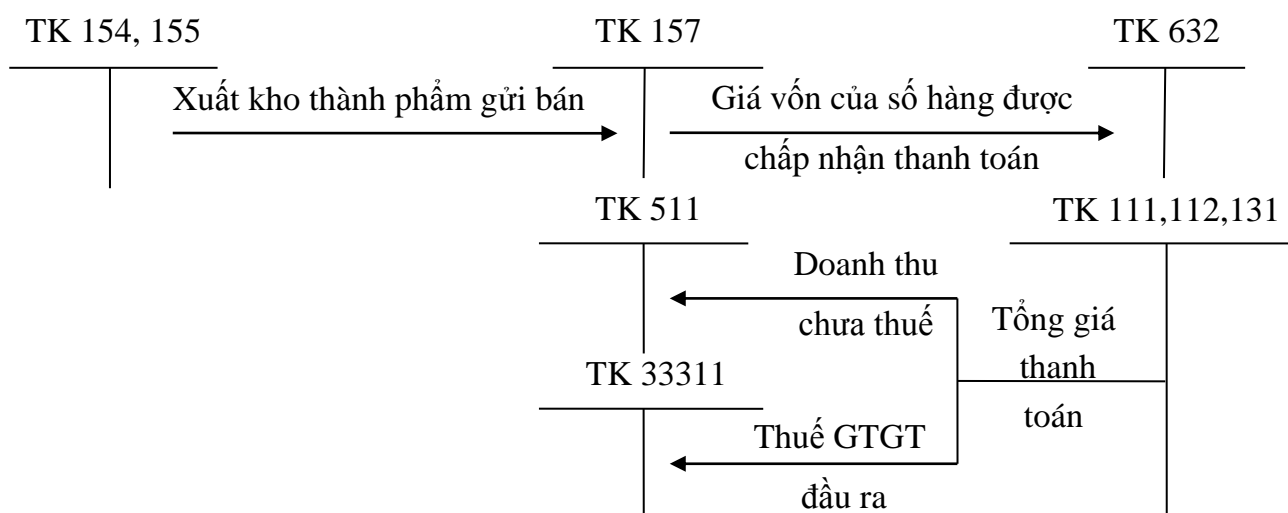 TK 154, 155
TK 157
TK 632
Xuất kho thành phẩm gửi bán
Giá vốn của số hàng được
chấp nhận thanh toán
TK 511
TK 111,112,131
Doanh thu
chưa thuế
Tổng giá
thanh
toán
TK 33311
Thuế GTGT
đầu ra